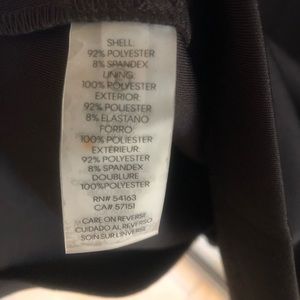 SHELL
92% POLYESTER
8% SPANDEX
LINING
100% POLYESTER
EXTERIOR
92% POLIESTER
8% ELASTANO
FORRO
100% POLIESTER
EXTÉRIEUR
92% POLYESTER
8% SPANDEX
DOUBLURE
100%POLYESTER
RN# 54163
CA# 57151
CARE ON REVERSE
CUIDADO AL REVERSO
SOIN SUR L'INVERSE